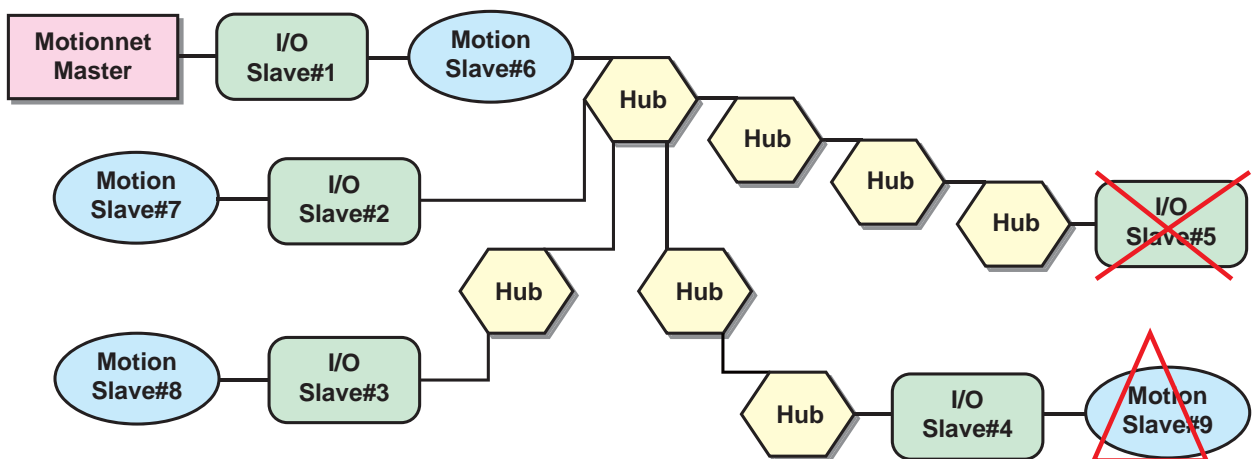 Motionnet
Master
I/O
Slave#1
Motion
Slave#6
Hub
Hub
Hub
Hub
I/O
Slave#5
Motion
Slave#7
I/O
Slave#2
Hub
Hub
Motion
Slave#8
I/O
Slave#3
Hub
I/O
Slave#4
Motion
Slave#9